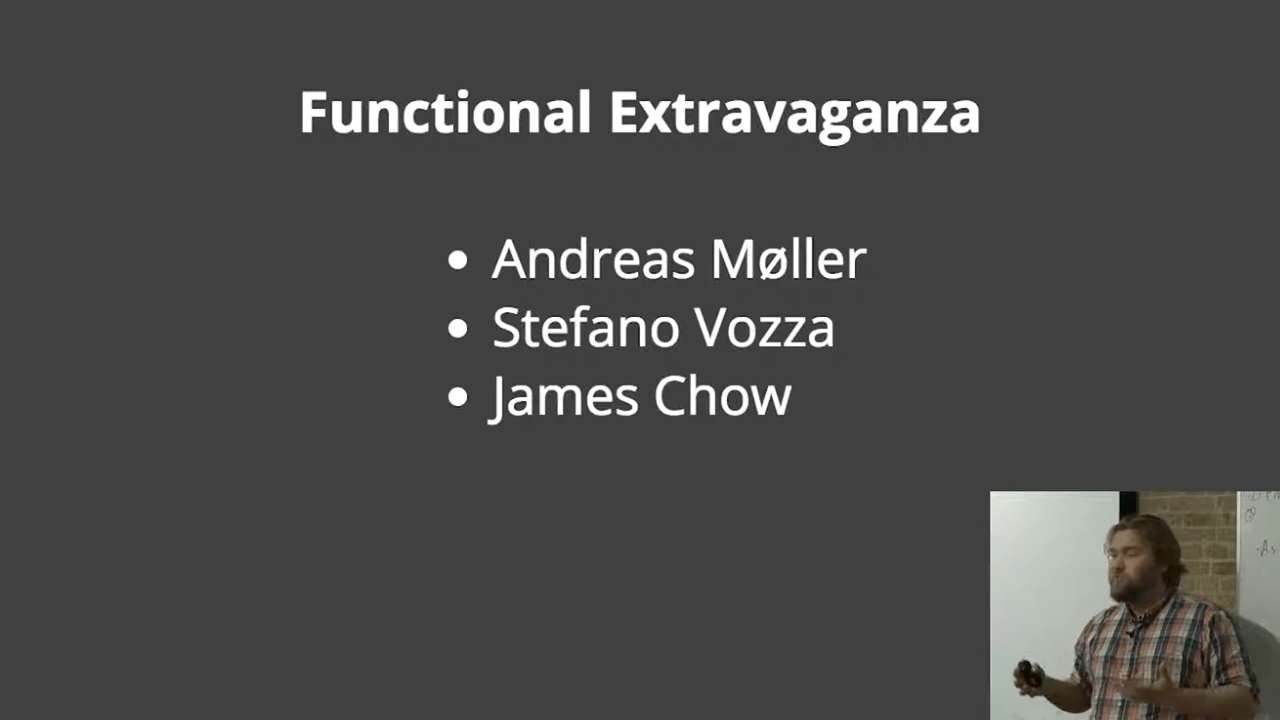 Functional Extravaganza
Andreas Møller
Stefano Vozza
James Chow